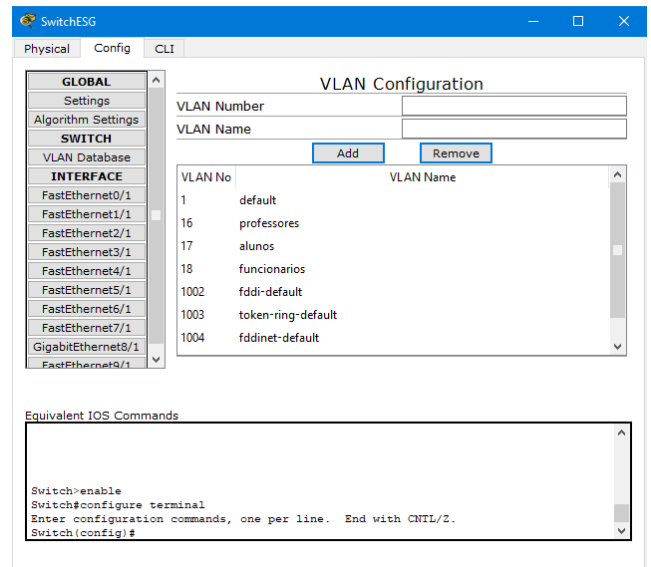 SwitchESG
Physical Config CLI
GLOBAL
Settings
Algorithm Settings
SWITCH
VLAN Database
INTERFACE
FastEthernet0/1
FastEthernet1/1
FastEthernet2/1
FastEthernet3/1
FastEthernet4/1
FastEthernet5/1
FastEthernet6/1
FastEthernet7/1
GigabitEthernet8/1
FastEthernet9/1
VLAN Configuration
VLAN Number
VLAN Name
Add Remove
VLAN No VLAN Name
1 default
16 professores
17 alunos
18 funcionarios
1002 fddi-default
1003 token-ring-default
1004 fddinet-default
Equivalent IOS Commands
Switch>enable
Switch#configure terminal
Enter configuration commands, one per line. End with CNTL/Z.
Switch(config)#